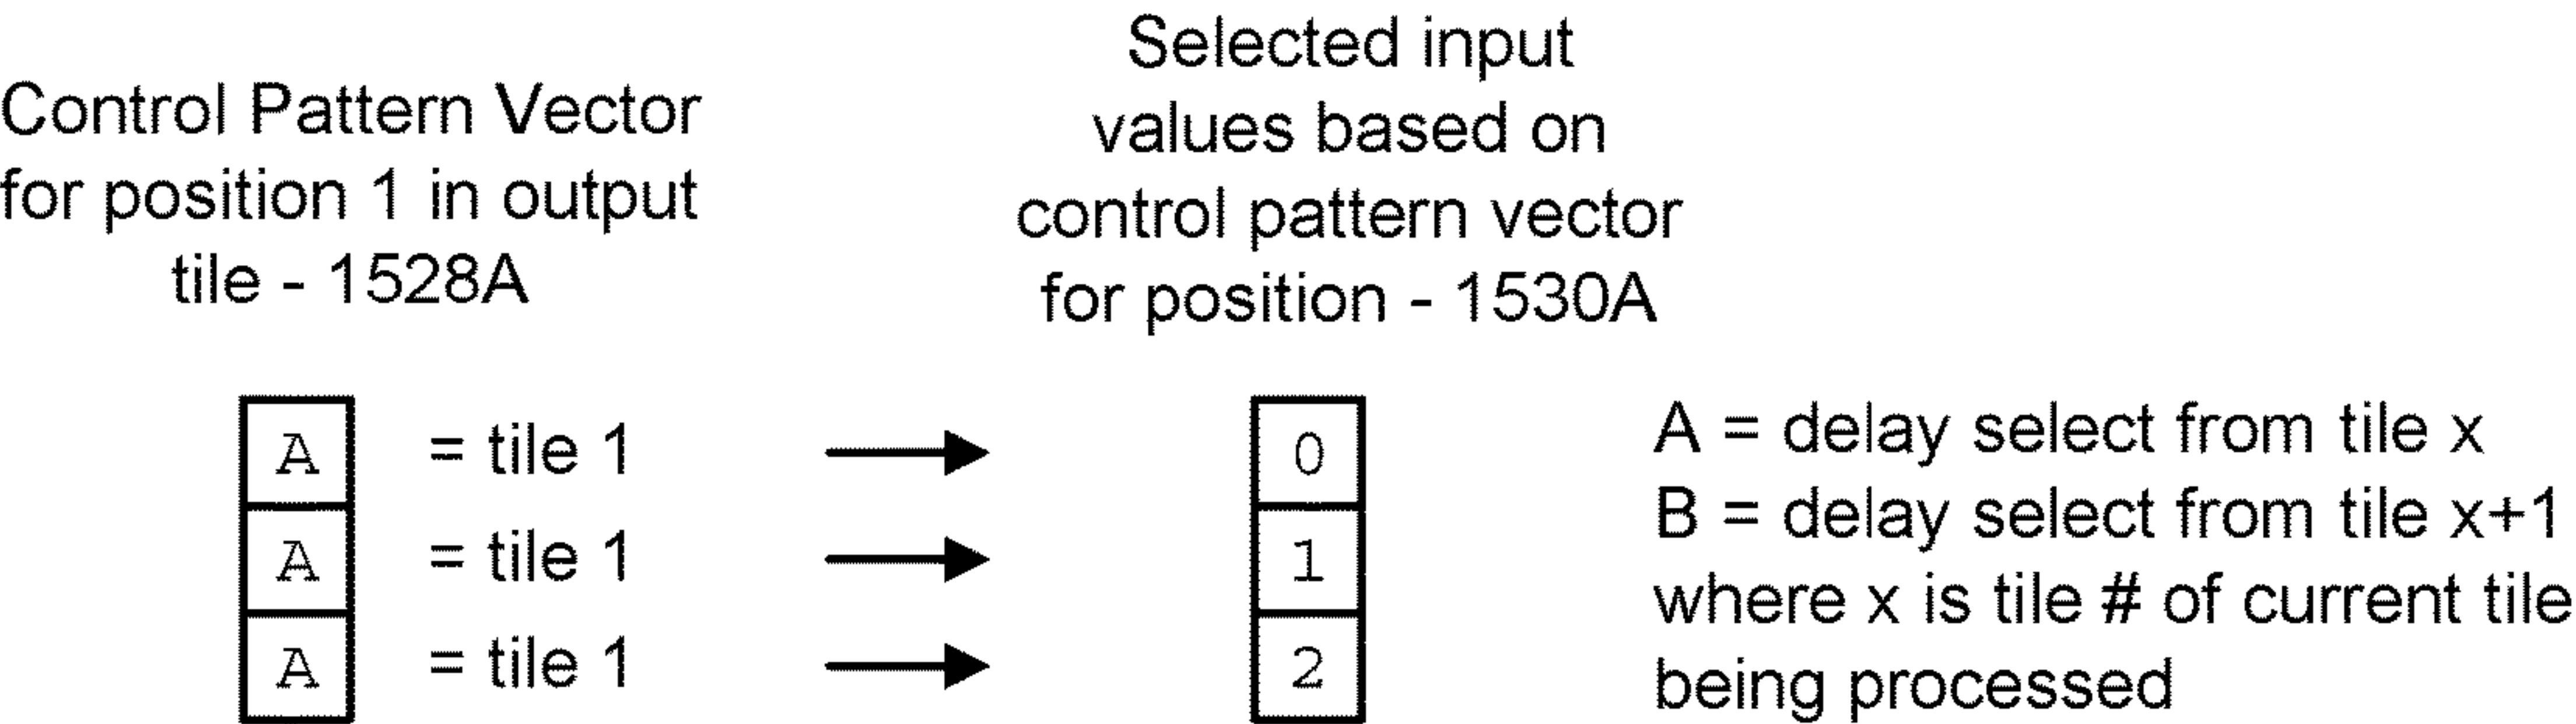 Control Pattern Vector
for position 1 in output
tile - 1528A
Selected input
values based on
control pattern vector
for position - 1530A
A = tile 1
A = tile 1
A = tile 1
0
1
2
A = delay select from tile x
B = delay select from tile x+1
where x is tile # of current tile
being processed